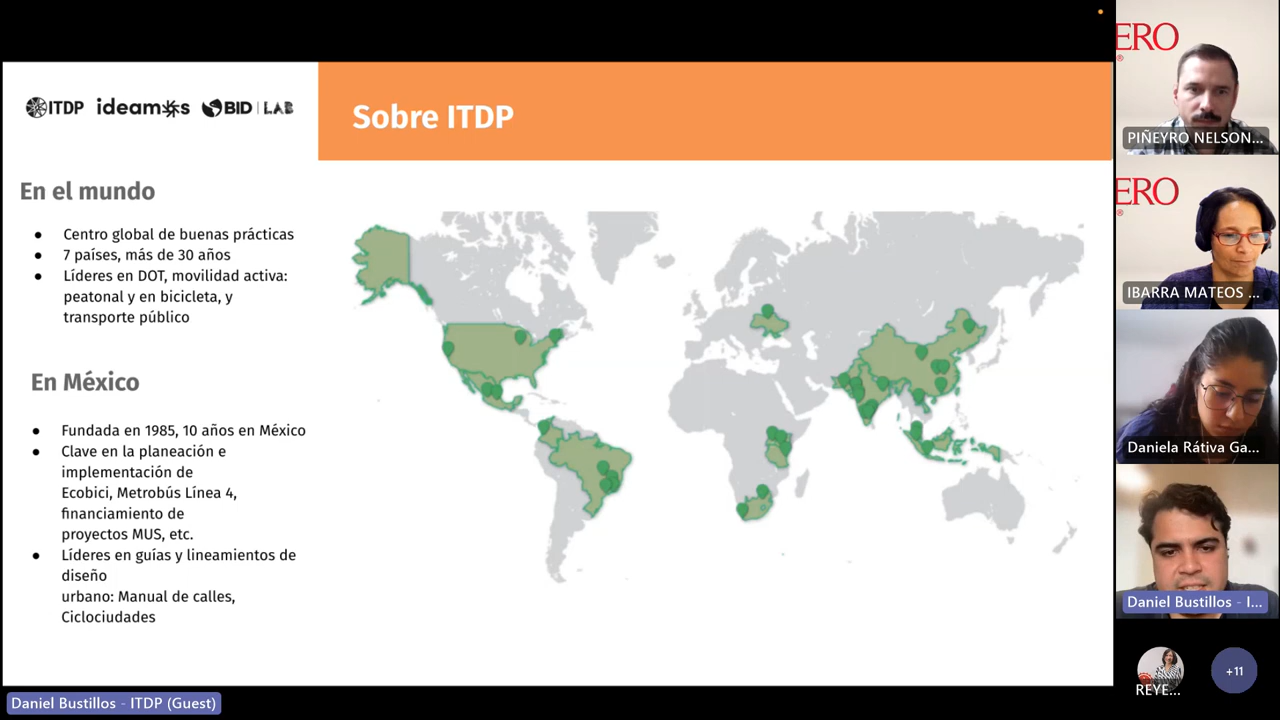 ITDP ideamos BID LAB
Sobre ITDP
En el mundo
● Centro global de buenas prácticas
● 7 países, más de 30 años
● Líderes en DOT, movilidad activa:
peatonal y en bicicleta, y
transporte público
En México
● Fundada en 1985, 10 años en México
● Clave en la planeación e
implementación de
Ecobici, Metrobús Línea 4,
financiamiento de
proyectos MUS, etc.
● Líderes en guías y lineamientos de
diseño
urbano: Manual de calles,
Ciclociudades
Daniel Bustillos - ITDP (Guest)
ERO
®
PIÑEYRO NELSON...
ERO
®
IBARRA MATEOS ...
Daniela Rátiva Ga...
Daniel Bustillos - I...
REYE...
+11